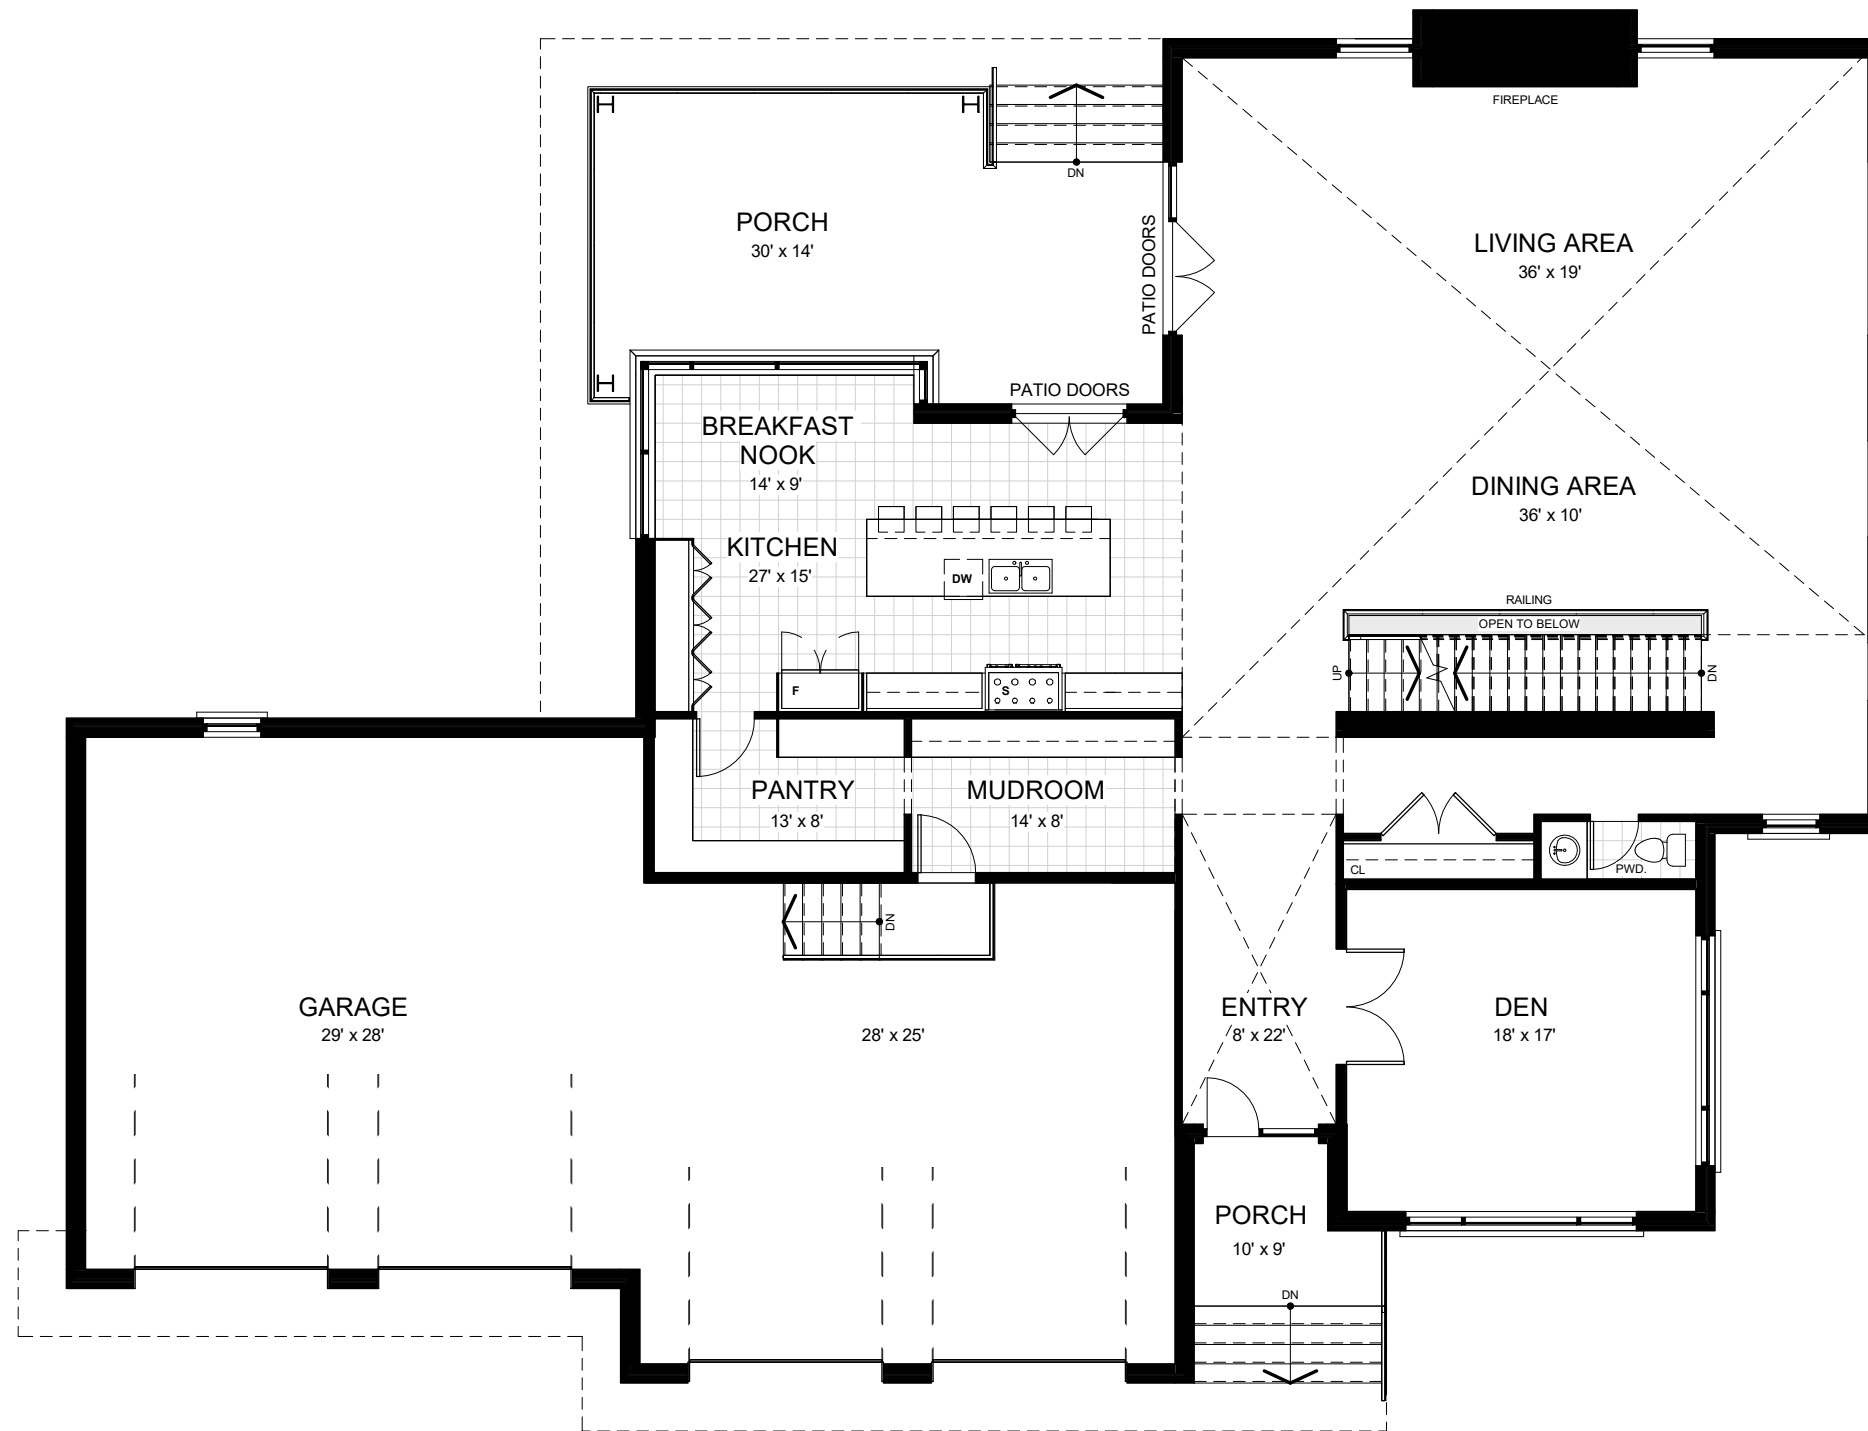 FIREPLACE
DN
PORCH
30' x 14'
PATIO DOORS
LIVING AREA
36' x 19'
PATIO DOORS
BREAKFAST
NOOK
14' x 9'
DINING AREA
36' x 10'
KITCHEN
27' x 15'
DW
RAILING
OPEN TO BELOW
UP
DN
F
S
PANTRY
13' x 8'
MUDROOM
14' x 8'
CL
PWD.
DN
GARAGE
29' x 28'
28' x 25'
ENTRY
8' x 22'
DEN
18' x 17'
PORCH
10' x 9'
DN